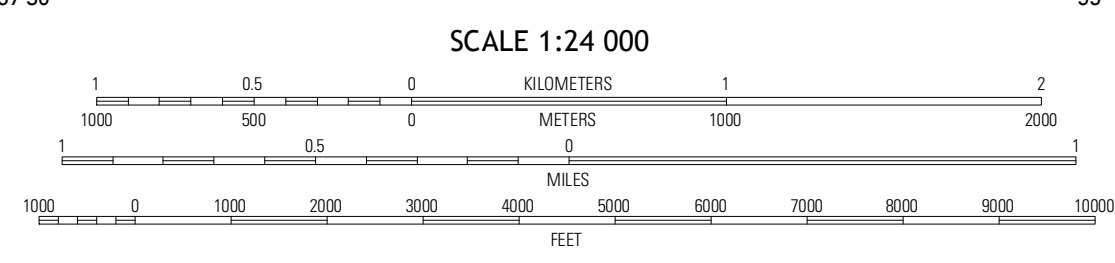 SCALE 1:24 000
1 0.5 0 KILOMETERS 1 2
1000 500 0 METERS 1000 2000
1 0.5 0 1
MILES
1000 0 1000 2000 3000 4000 5000 6000 7000 8000 9000 10000
FEET